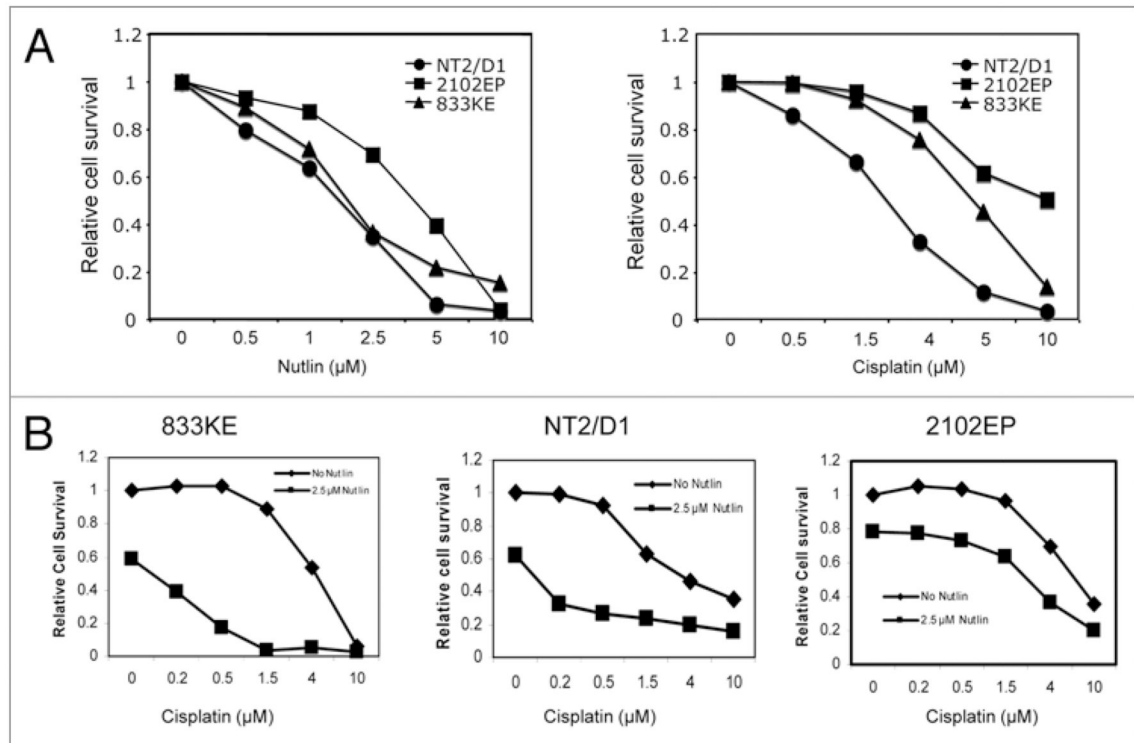 A
Relative cell survival
1.2
1
0.8
0.6
0.4
0.2
0
NT2/D1
2102EP
833KE
0 0.5 1 2.5 5 10
Nutlin (µM)
Relative cell survival
1.2
1
0.8
0.6
0.4
0.2
0
NT2/D1
2102EP
833KE
0 0.5 1.5 4 5 10
Cisplatin (µM)
B
833KE
Relative Cell Survival
1.2
1
0.8
0.6
0.4
0.2
0
No Nutlin
2.5 µM Nutlin
0 0.2 0.5 1.5 4 10
Cisplatin (µM)
NT2/D1
Relative Cell Survival
1.2
1
0.8
0.6
0.4
0.2
0
No Nutlin
2.5 µM Nutlin
0 0.2 0.5 1.5 4 10
Cisplatin (µM)
2102EP
Relative Cell survival
1.2
1
0.8
0.6
0.4
0.2
0
No Nutlin
2.5 µM Nutlin
0 0.2 0.5 1.5 4 10
Cisplatin (µM)